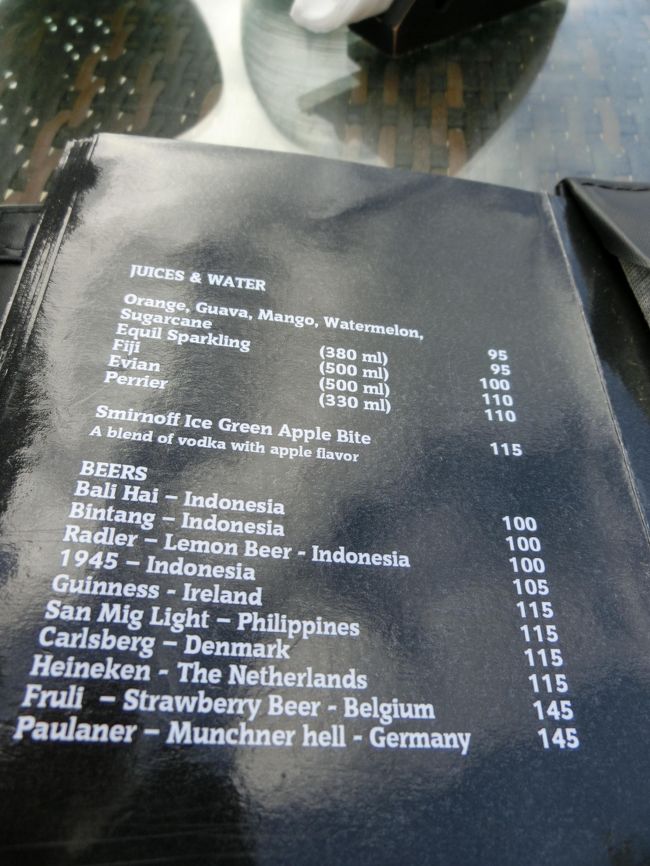 JUICES & WATER
Orange, Guava, Mango, Watermelon,
Sugarcane 95
Equil Sparkling (380 ml) 95
Fiji (500 ml) 100
Evian (500 ml) 110
Perrier (330 ml) 110
Smirnoff Ice Green Apple Bite 115
A blend of vodka with apple flavor
BEERS
Bali Hai – Indonesia 100
Bintang – Indonesia 100
Radler – Lemon Beer - Indonesia 100
1945 – Indonesia 105
Guinness - Ireland 115
San Mig Light – Philippines 115
Carlsberg – Denmark 115
Heineken - The Netherlands 115
Fruli – Strawberry Beer - Belgium 145
Paulaner – Munchner hell - Germany 145